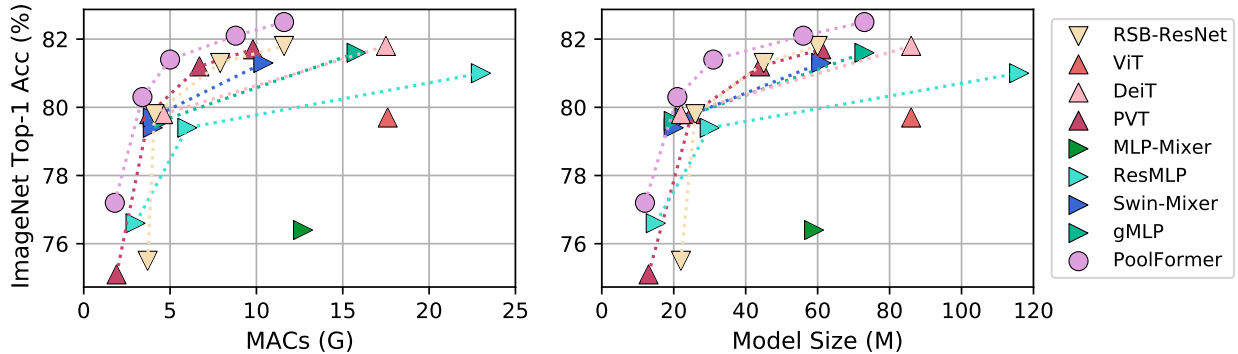 ImageNet Top-1 Acc (%)
82
80
78
76
0 5 10 15 20 25
MACs (G)
82
80
78
76
0 20 40 60 80 100 120
Model Size (M)
RSB-ResNet
ViT
DeiT
PVT
MLP-Mixer
ResMLP
Swin-Mixer
gMLP
PoolFormer